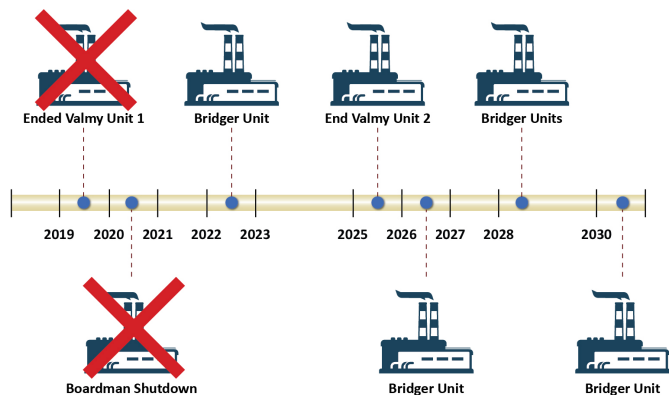 Ended Valmy Unit 1
Bridger Unit
End Valmy Unit 2
Bridger Units
2019
2020
2021
2022
2023
2025
2026
2027
2028
2030
Boardman Shutdown
Bridger Unit
Bridger Unit